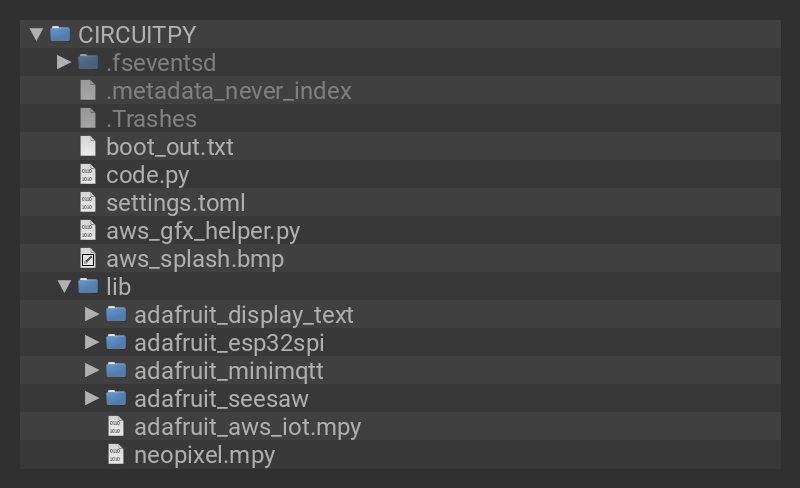 CIRCUITPY
.fseventsd
.metadata_never_index
.Trashes
boot_out.txt
code.py
settings.toml
aws_gfx_helper.py
aws_splash.bmp
lib
adafruit_display_text
adafruit_esp32spi
adafruit_minimqtt
adafruit_seesaw
adafruit_aws_iot.mpy
neopixel.mpy